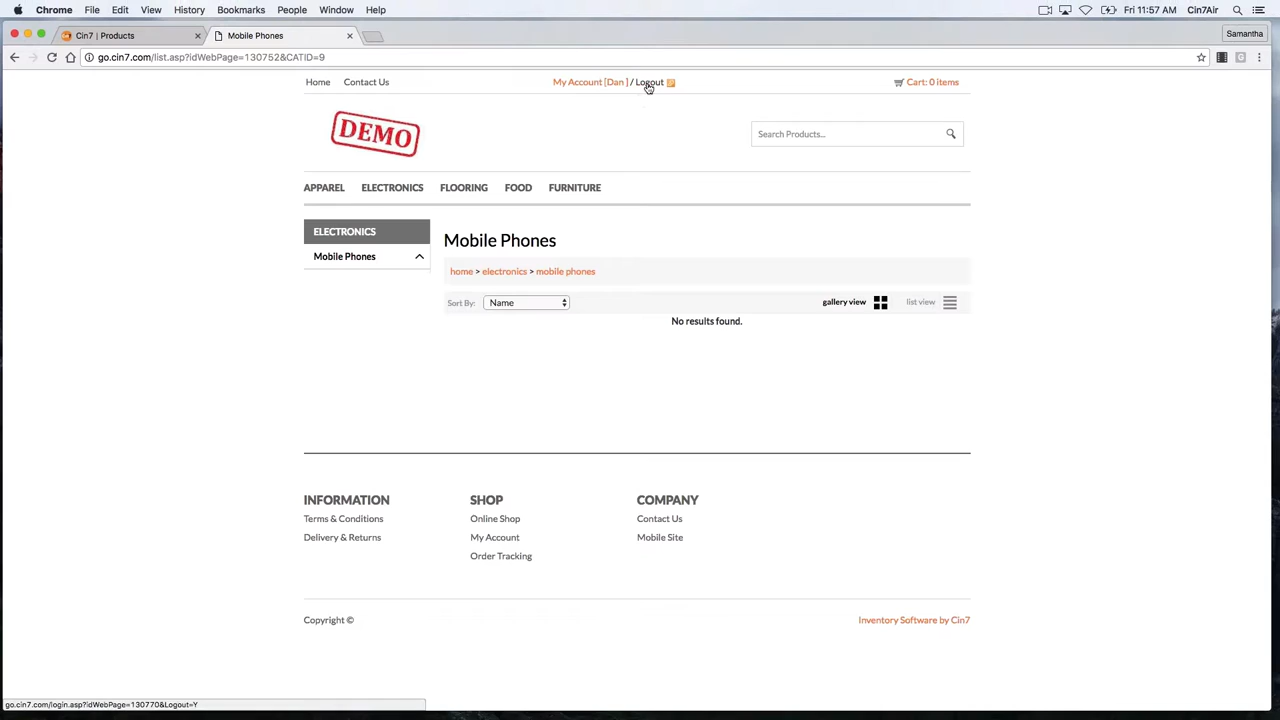 Chrome File Edit View History Bookmarks People Window Help Fri 11:57 AM Cin7Air
Cin7 | Products Mobile Phones Samantha
go.cin7.com/list.asp?idWebPage=130752&CATID=9
Home Contact Us My Account [Dan ] / Logout Cart: 0 items
DEMO
Search Products...
APPAREL ELECTRONICS FLOORING FOOD FURNITURE
ELECTRONICS
Mobile Phones
Mobile Phones
home > electronics > mobile phones
Sort By: Name gallery view list view
No results found.
INFORMATION SHOP COMPANY
Terms & Conditions Online Shop Contact Us
Delivery & Returns My Account Mobile Site
Order Tracking
Copyright © Inventory Software by Cin7
go.cin7.com/login.asp?idWebPage=130770&Logout=Y